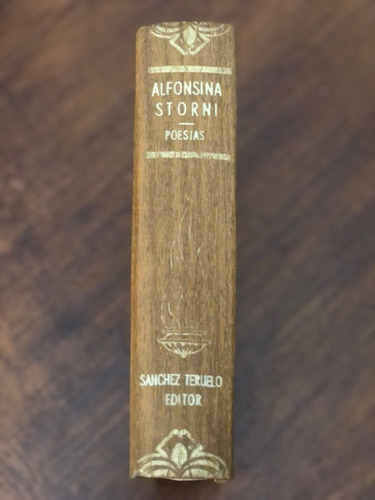 ALFONSINA
STORNI
POESIAS
SANCHEZ TERUELO
EDITOR